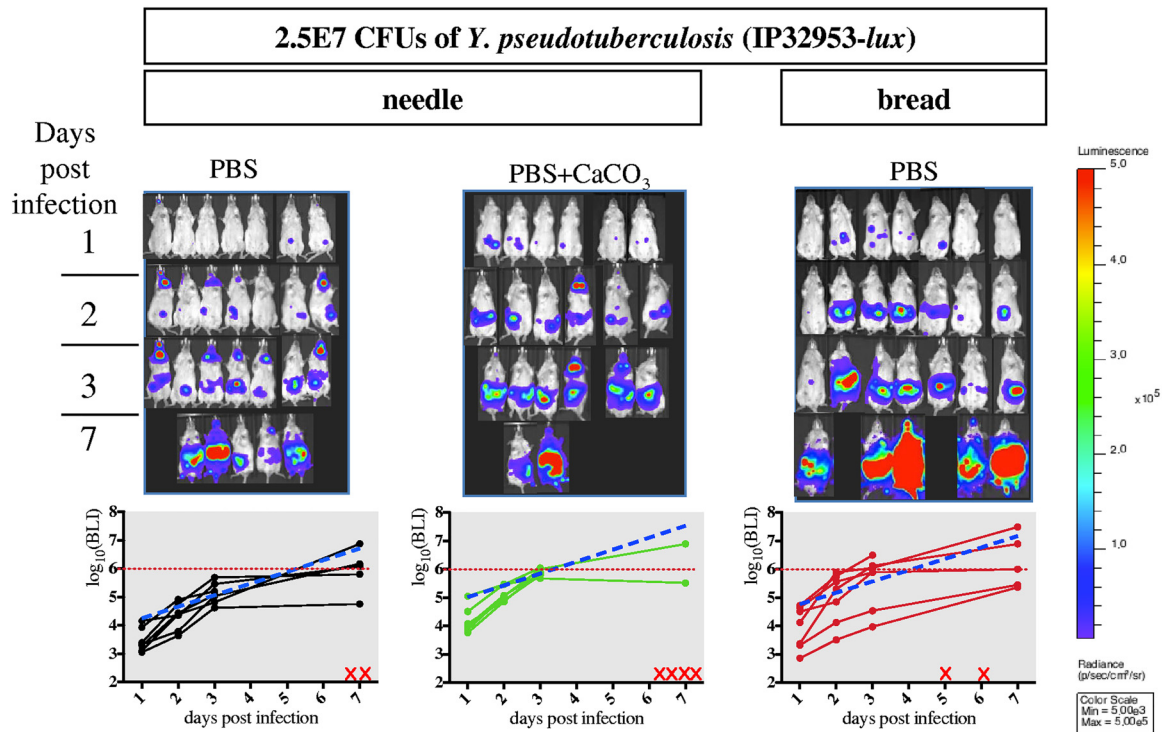 2.5E7 CFUs of Y. pseudotuberculosis (IP32953-lux)
needle
bread
Days
post
infection
PBS
PBS+CaCO₃
PBS
1
2
3
7
Luminescence
5,0
4,0
3,0
×10⁵
2,0
1,0
Radiance
(p/sec/cm²/sr)
Color Scale
Min = 5,00e3
Max = 5,00e5
log₁₀(BLI)
8
7
6
5
4
3
2
1 2 3 4 5 6 7
X X
days post infection
log₁₀(BLI)
8
7
6
5
4
3
2
1 2 3 4 5 6 7
XXXX
days post infection
log₁₀(BLI)
8
7
6
5
4
3
2
1 2 3 4 5 6 7
X X
days post infection